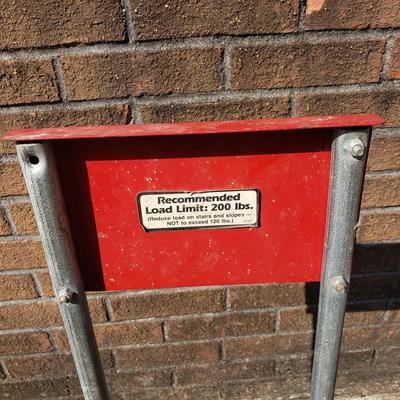 Recommended
Load Limit: 200 lbs.
(Reduce load on stairs and slopes —
NOT to exceed 120 lbs.)